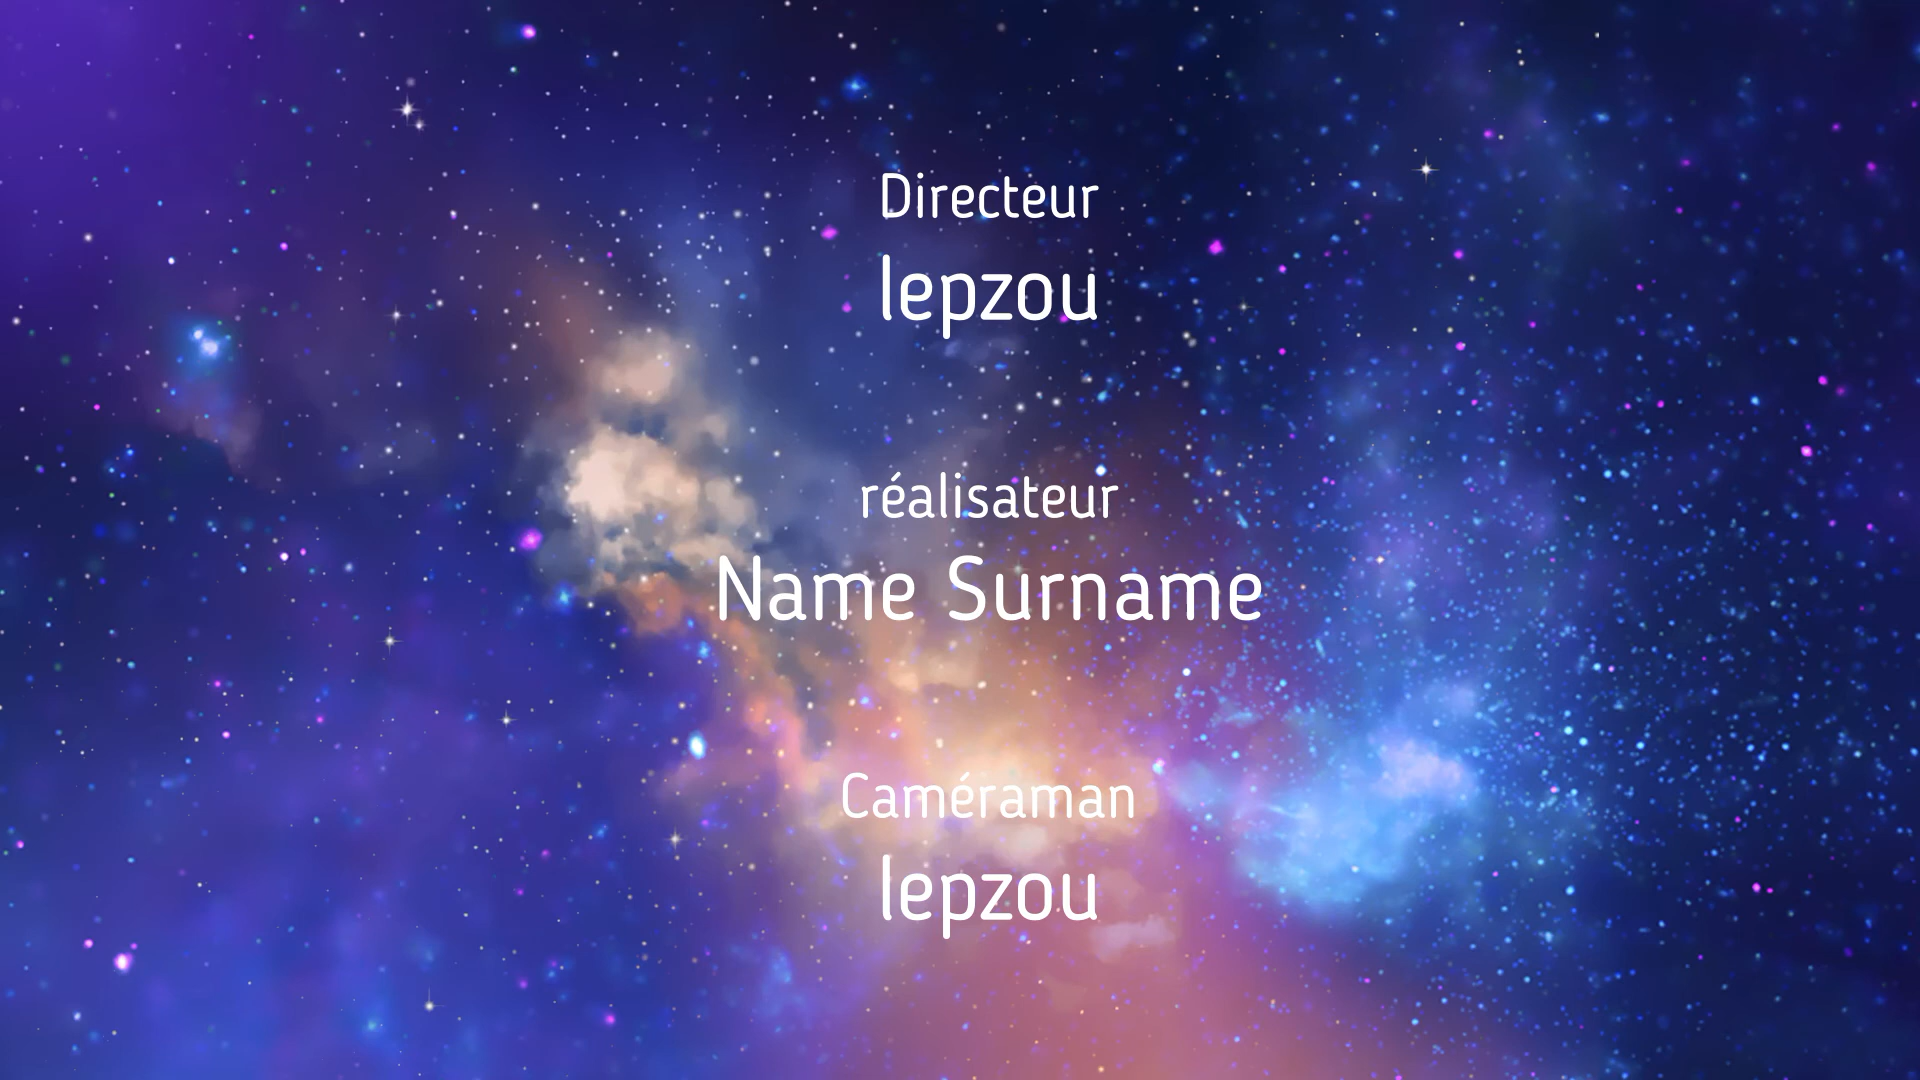 Directeur
lepzou
réalisateur
Name Surname
Caméraman
lepzou